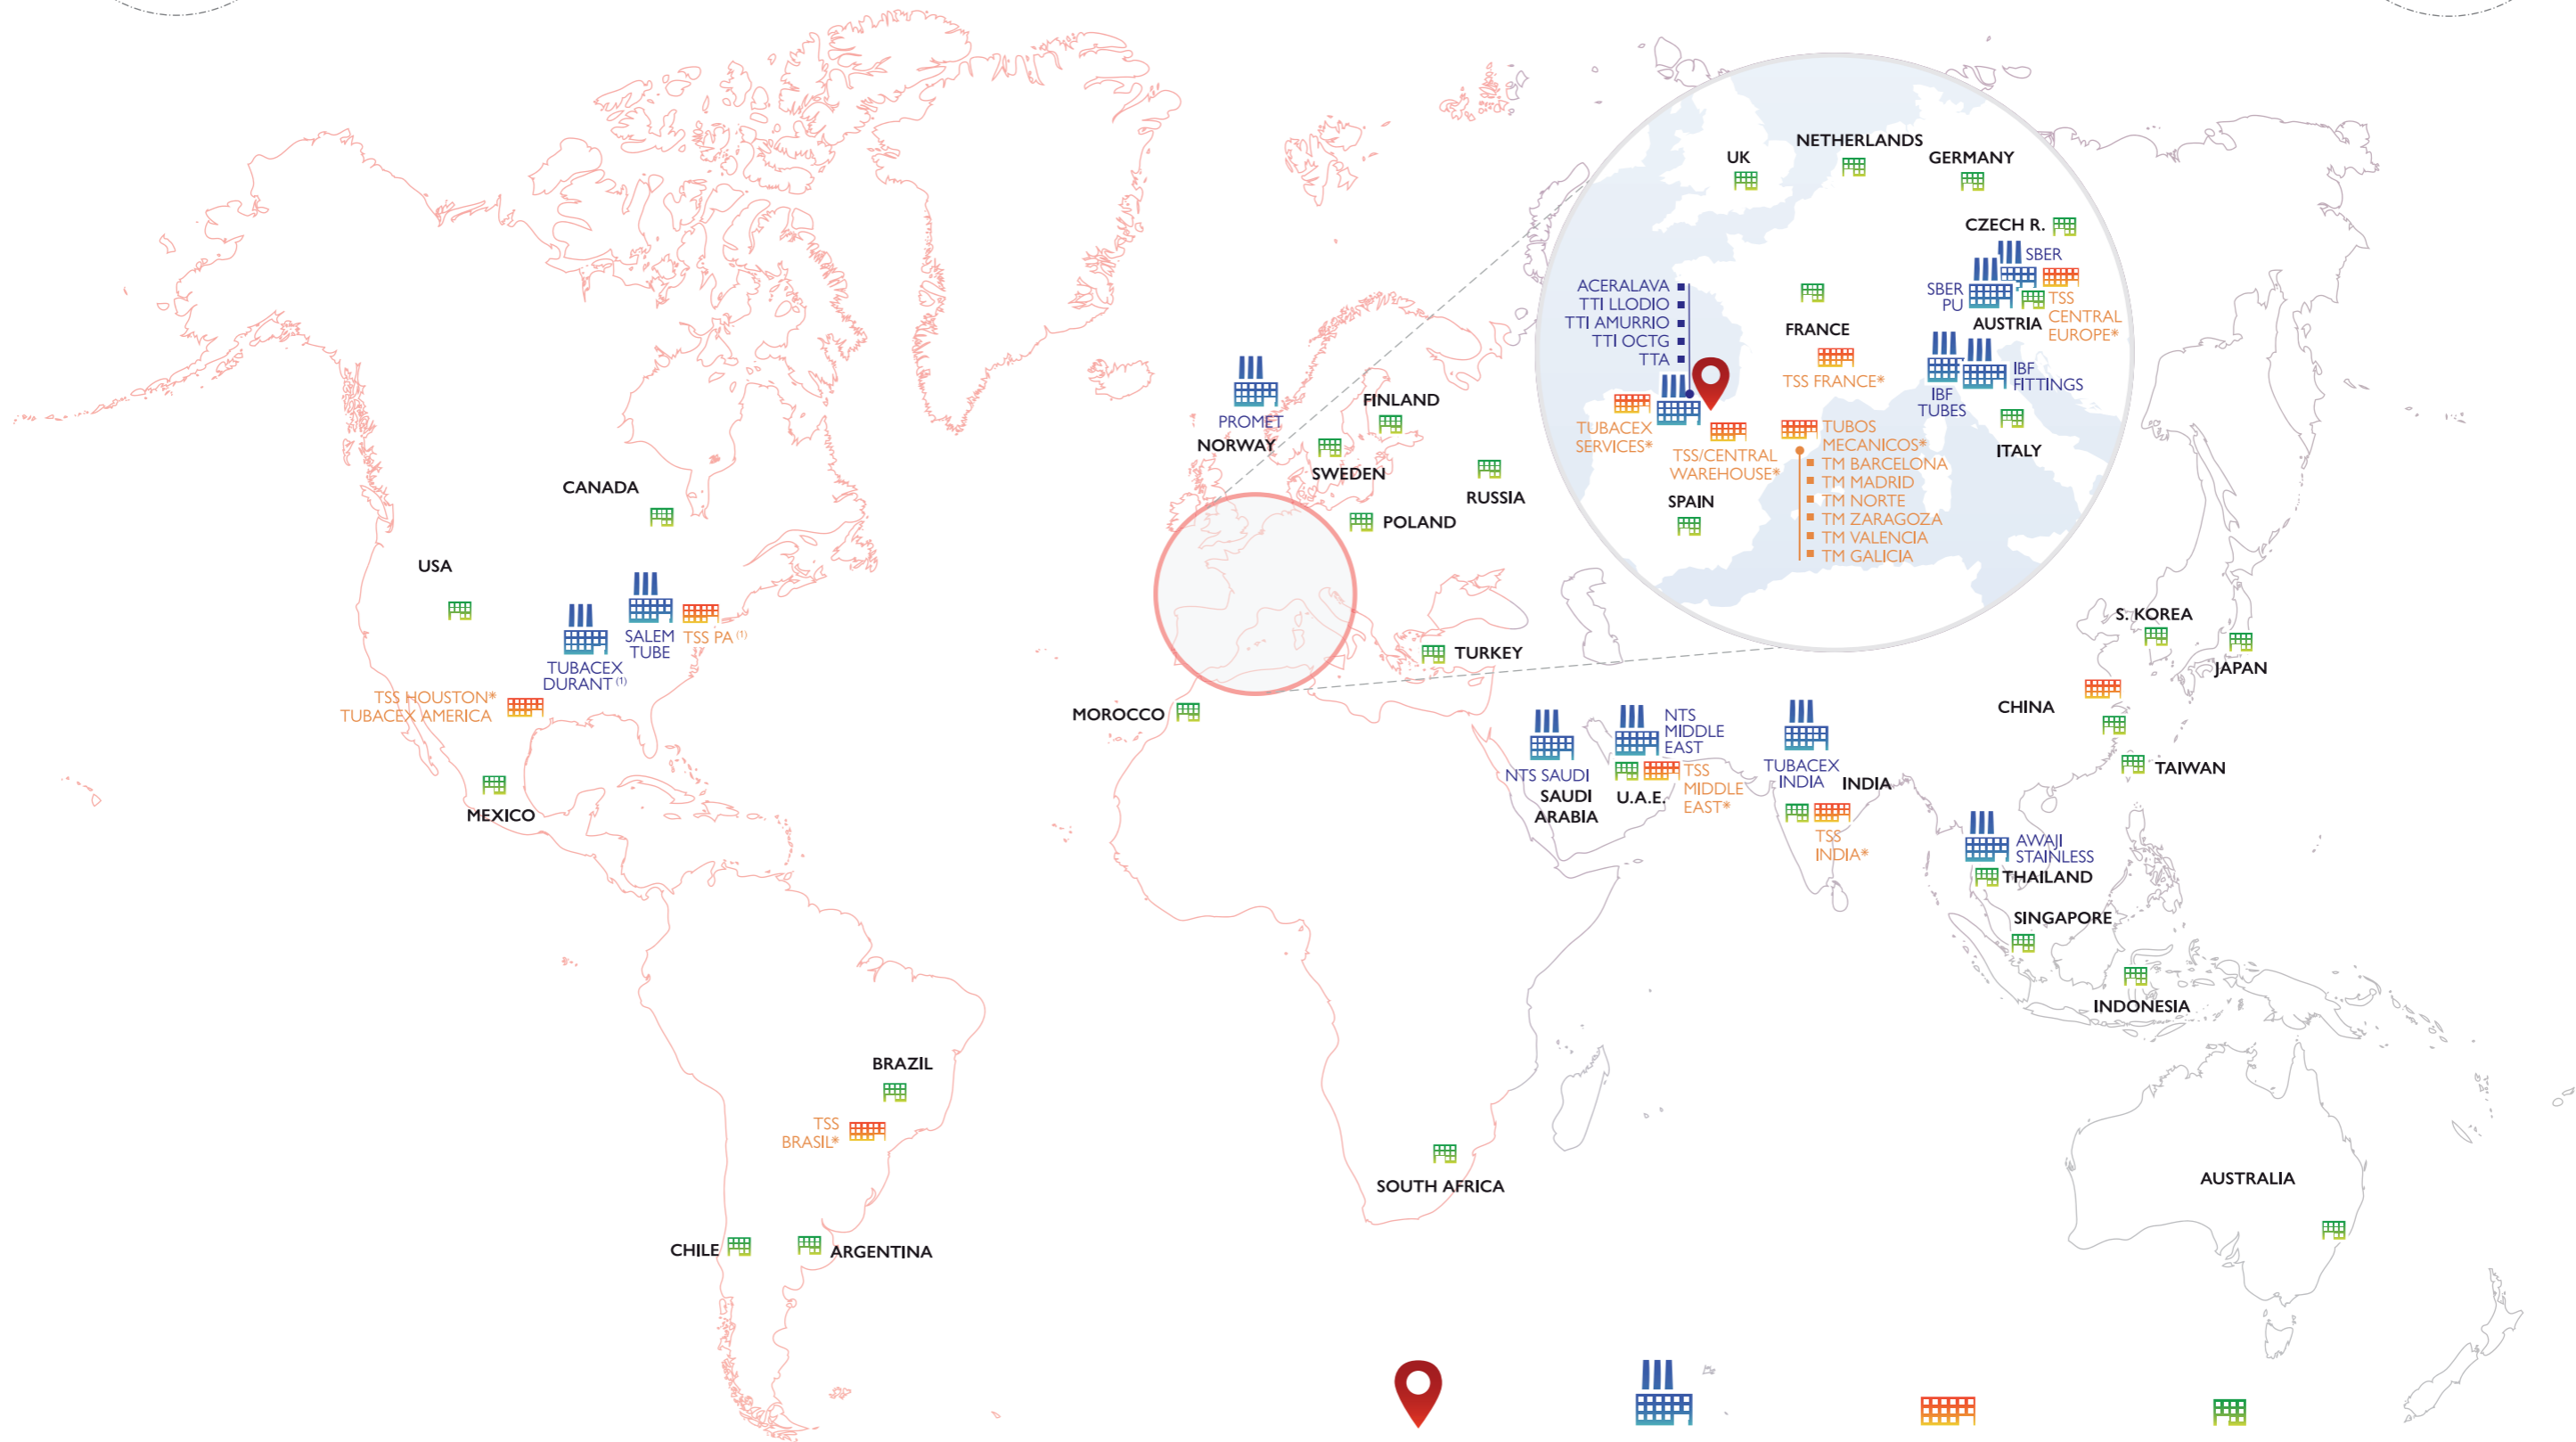 NETHERLANDS
UK
GERMANY
CZECH R.
SBER
SBER
PU
TSS
CENTRAL
EUROPE*
AUSTRIA
ACERALAVA
TTI LLODIO
TTI AMURRIO
TTI OCTG
TTA
FRANCE
TSS FRANCE*
IBF
FITTINGS
IBF
TUBES
ITALY
TUBACEX
SERVICES*
TSS/CENTRAL
WAREHOUSE*
TUBOS
MECANICOS*
TM BARCELONA
TM MADRID
TM NORTE
TM ZARAGOZA
TM VALENCIA
TM GALICIA
SPAIN
PROMET
NORWAY
FINLAND
SWEDEN
RUSSIA
POLAND
CANADA
USA
SALEM
TUBE
TSS PA (1)
TUBACEX
DURANT (1)
TSS HOUSTON*
TUBACEX AMERICA
MEXICO
TURKEY
MOROCCO
S. KOREA
JAPAN
CHINA
TAIWAN
NTS SAUDI
SAUDI
ARABIA
NTS
MIDDLE
EAST
U.A.E.
TSS
MIDDLE
EAST*
TUBACEX
INDIA
INDIA
TSS
INDIA*
AWAJI
STAINLESS
THAILAND
SINGAPORE
INDONESIA
BRAZIL
TSS
BRASIL*
CHILE
ARGENTINA
SOUTH AFRICA
AUSTRALIA